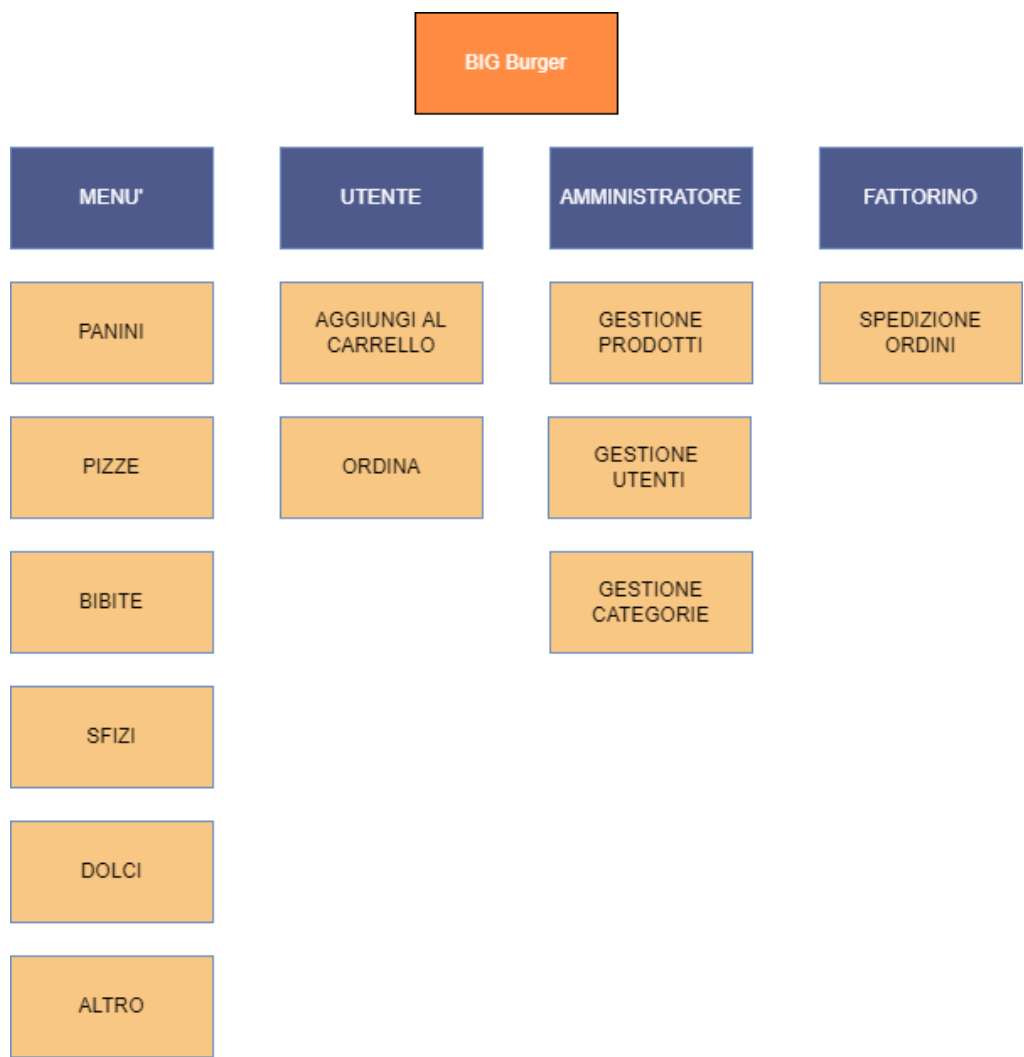 BIG Burger
MENU'
UTENTE
AMMINISTRATORE
FATTORINO
PANINI
AGGIUNGI AL
CARRELLO
GESTIONE
PRODOTTI
SPEDIZIONE
ORDINI
PIZZE
ORDINA
GESTIONE
UTENTI
BIBITE
GESTIONE
CATEGORIE
SFIZI
DOLCI
ALTRO